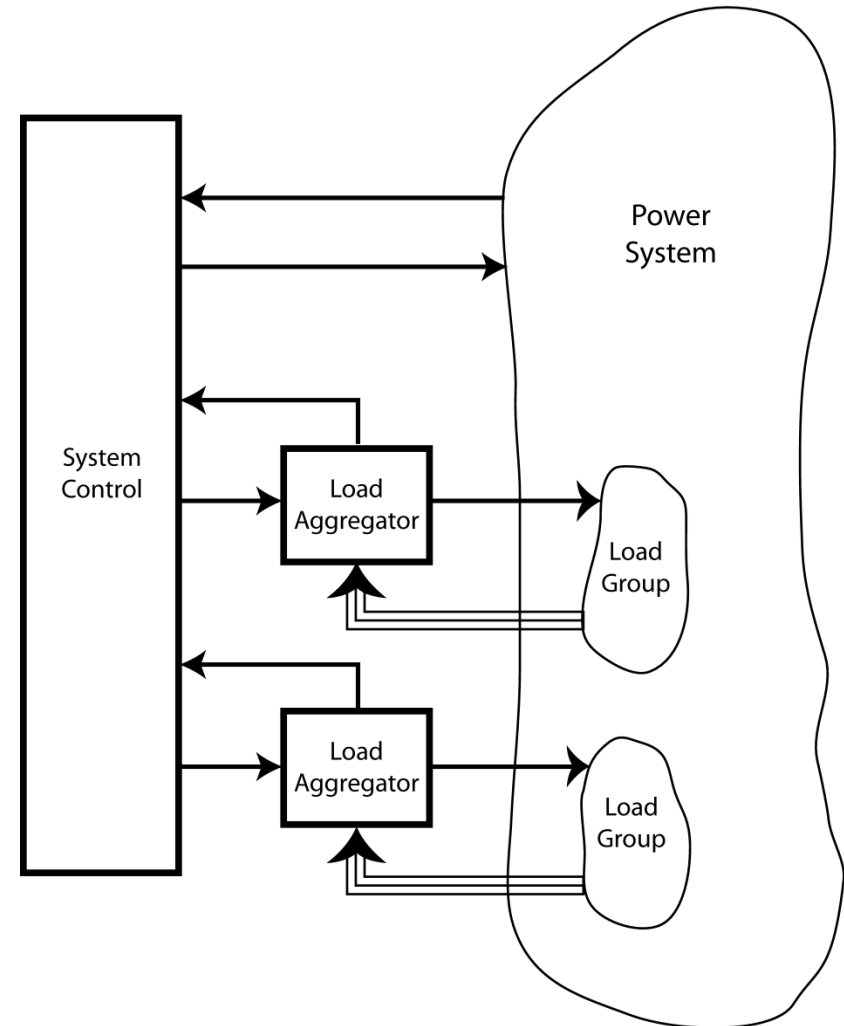 Power
System
System
Control
Load
Aggregator
Load
Group
Load
Aggregator
Load
Group